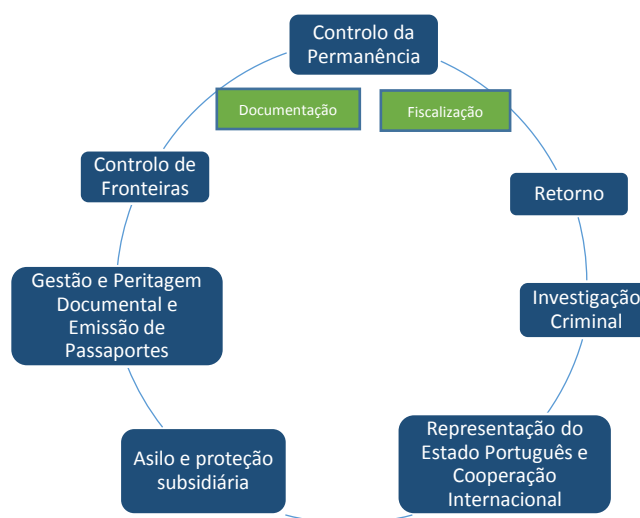 Controlo da
Permanência
Documentação
Fiscalização
Controlo de
Fronteiras
Retorno
Gestão e Peritagem
Documental e
Emissão de
Passaportes
Investigação
Criminal
Asilo e proteção
subsidiária
Representação do
Estado Português e
Cooperação
Internacional